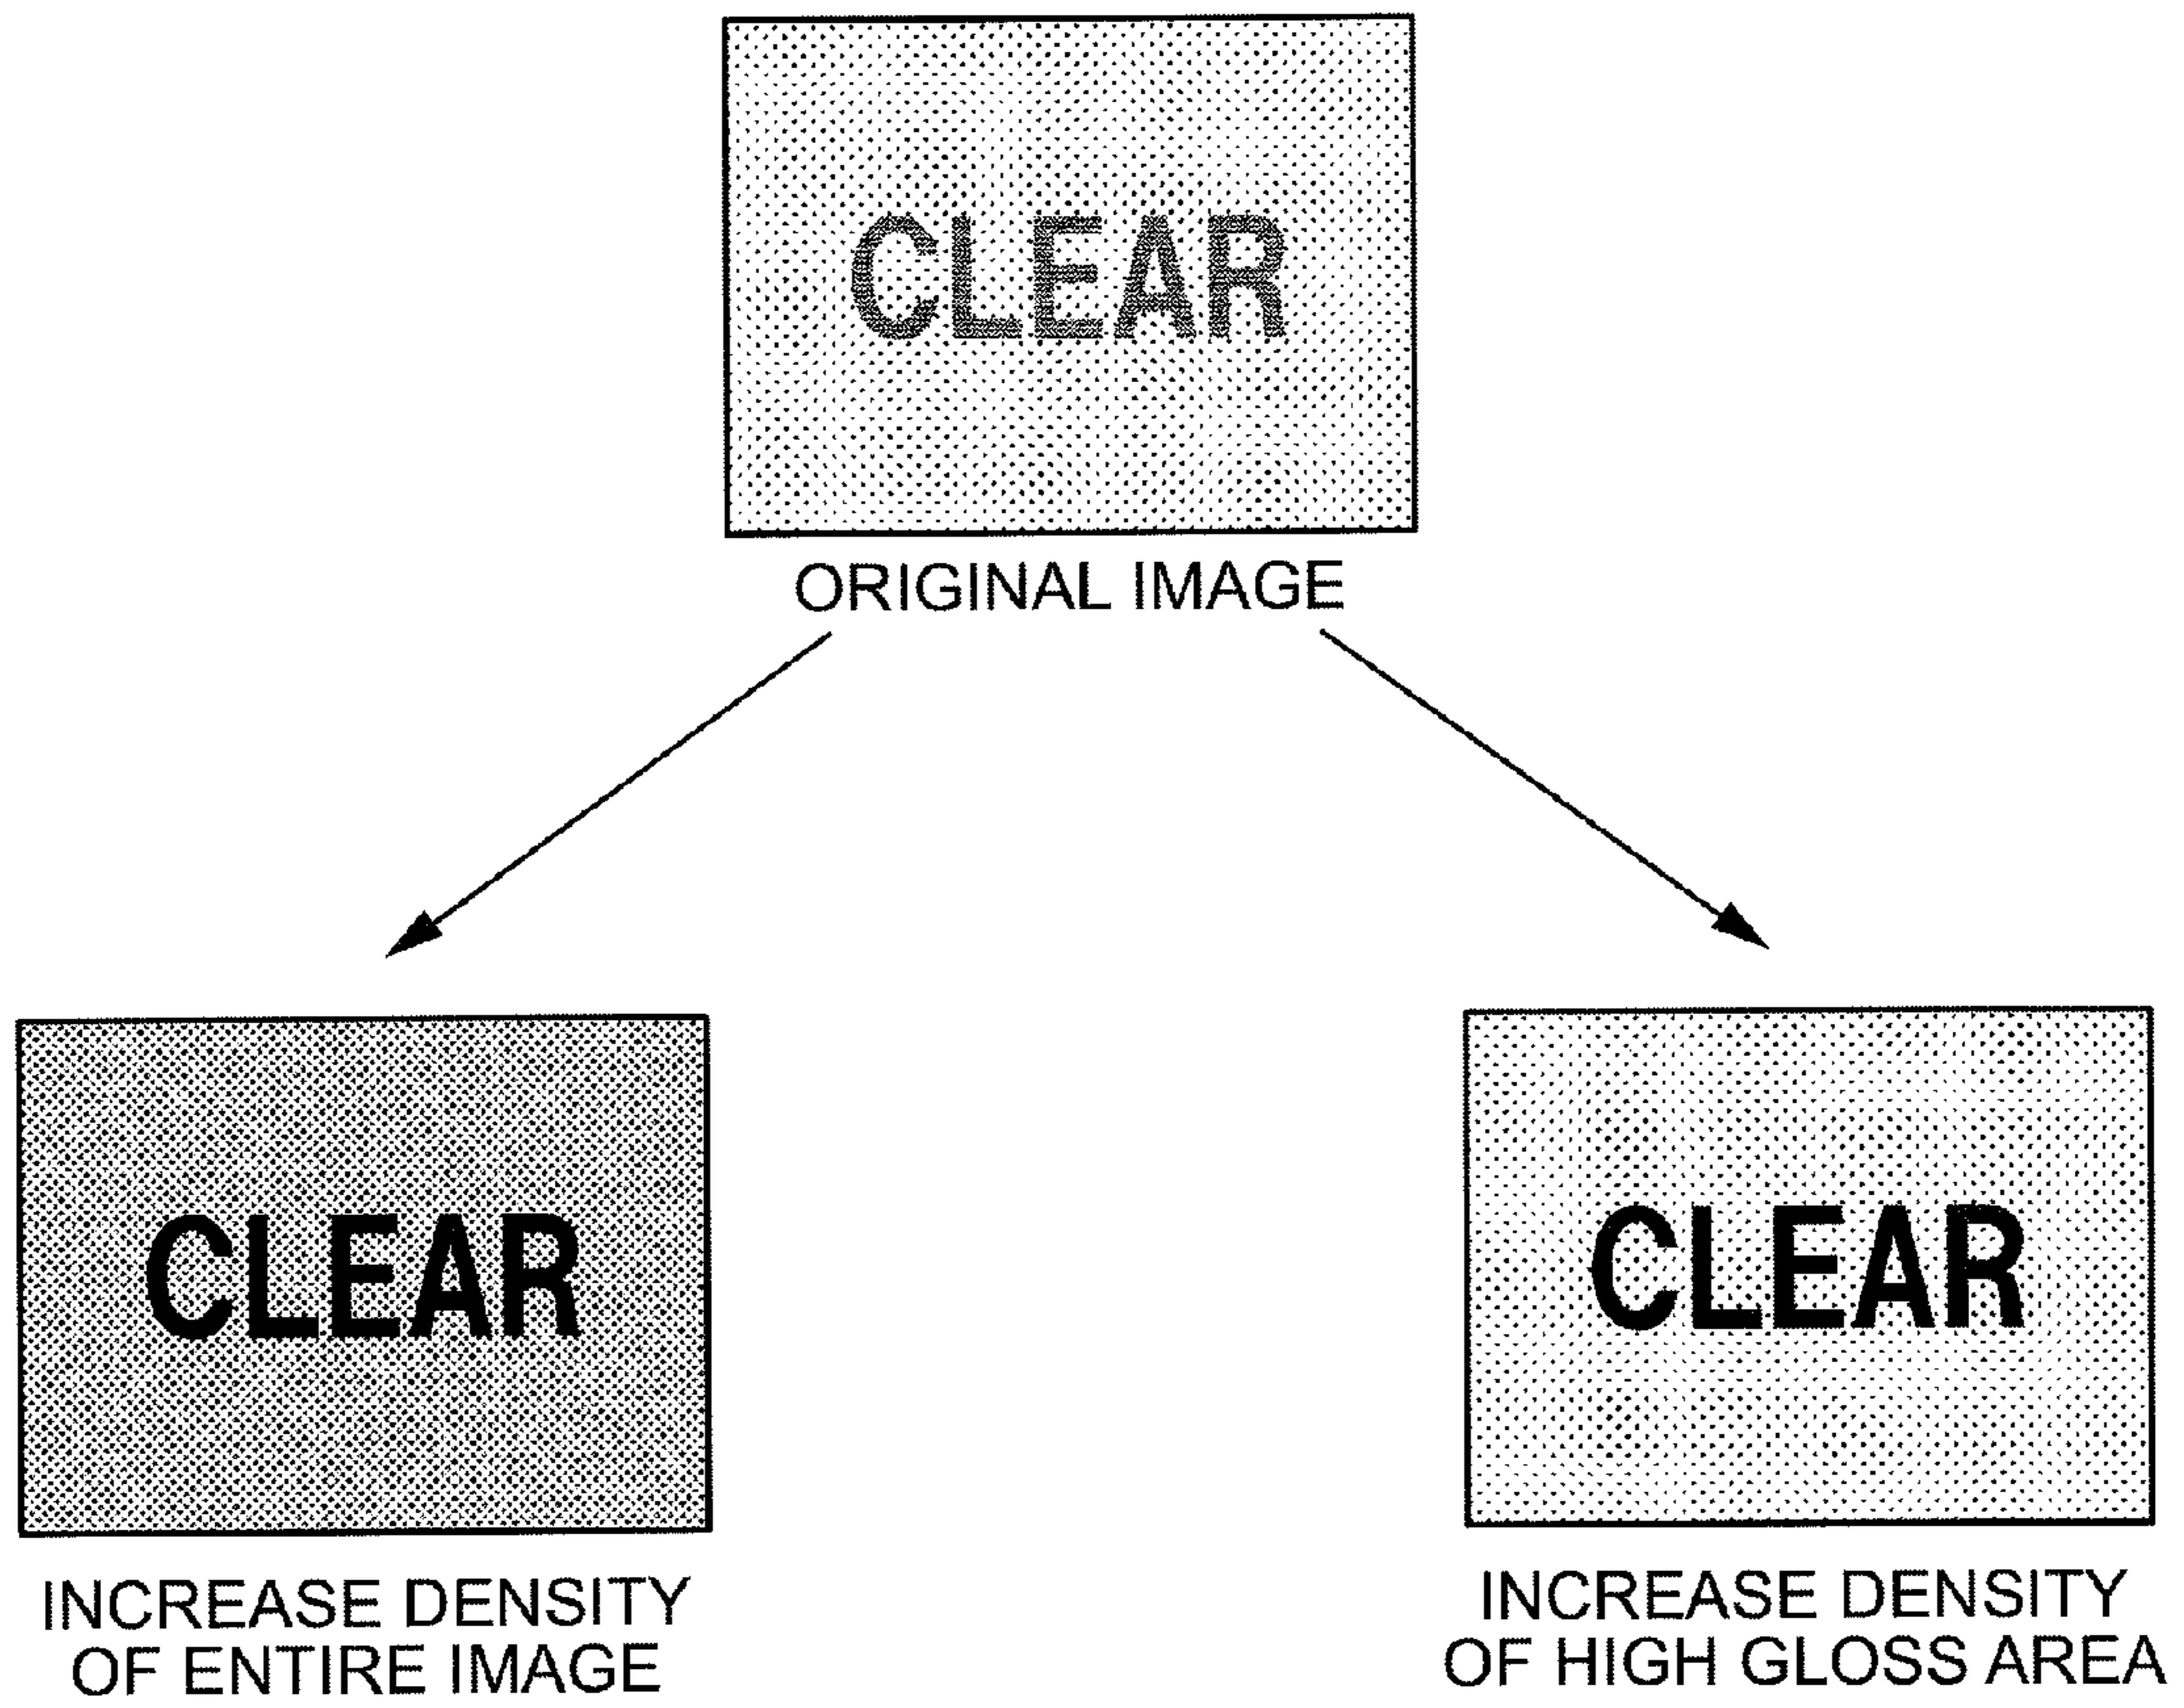 CLEAR
ORIGINAL IMAGE
CLEAR
INCREASE DENSITY
OF ENTIRE IMAGE
CLEAR
INCREASE DENSITY
OF HIGH GLOSS AREA